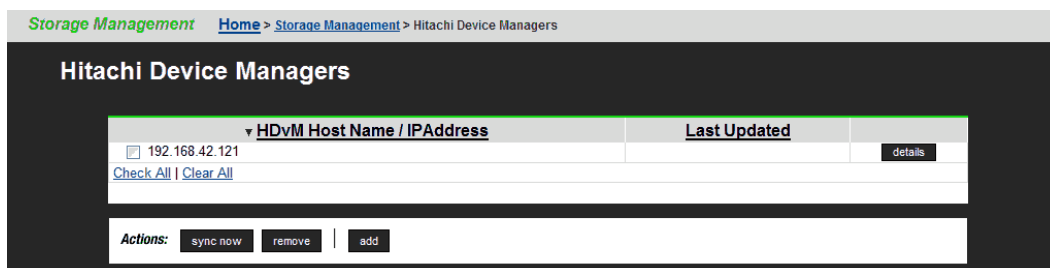 Storage Management Home > Storage Management > Hitachi Device Managers
Hitachi Device Managers
▼ HDvM Host Name / IPAddress Last Updated
192.168.42.121 details
Check All | Clear All
Actions: sync now remove | add